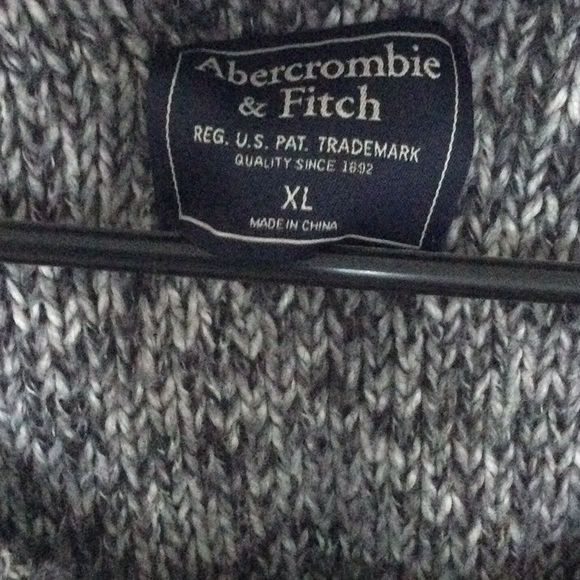 Abercrombie
& Fitch
REG. U.S. PAT. TRADEMARK
QUALITY SINCE 1892
XL
MADE IN CHINA